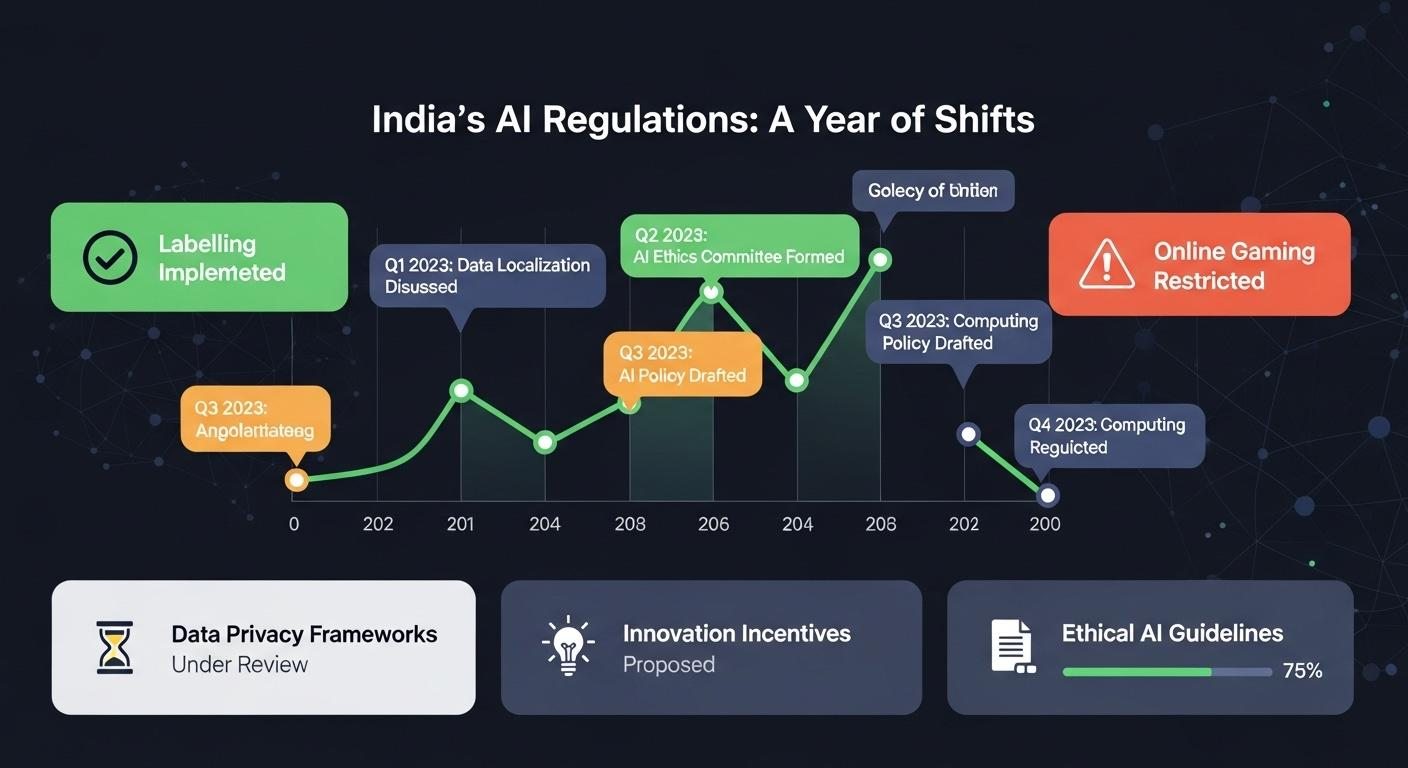 India's AI Regulations: A Year of Shifts
Labelling
Implemeted
Q1 2023: Data Localization
Disussed
Q2 2023:
AI Ethics Committee Formed
Golecy of
Online Gaming
Restricted
Q3 2023: Computing
Policy Drafted
Q3 2023:
AI Policy Drafted
Q3 2023:
Q4 2023: Gomputing
Reguicted
0 202 201 204 208 206 204 208 202 200
Data Privacy Frameworks
Under Review
Innovation Incentives
Proposed
Ethical AI Guidelines
75%